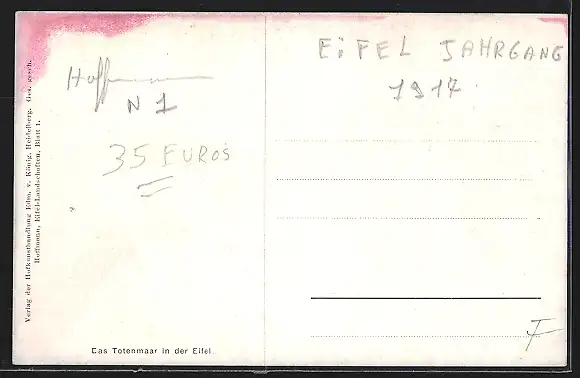 Verlag der Hofkunsthandlung Edm. v. König, Heidelberg. Ges. gesch.
Hoffmann, Eifel-Landschaften, Blatt 1.
Hoffmann
N 1
35 EUROS
EiFEL JAHRGANG
1917
F
Das Totenmaar in der Eifel.